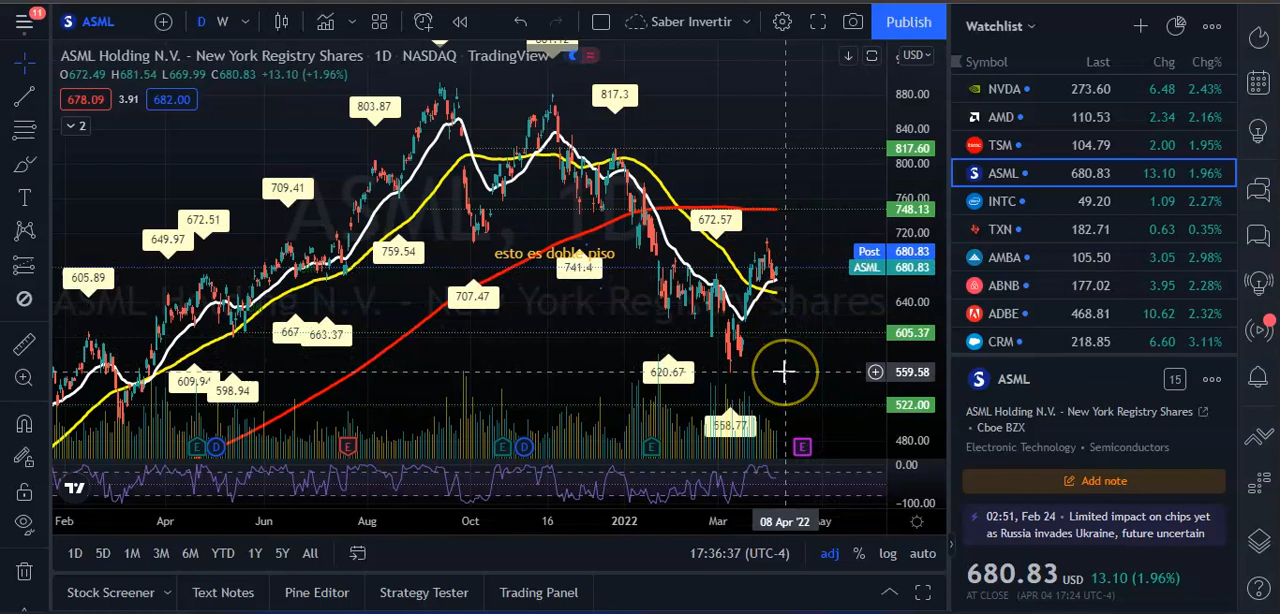 11
ASML
D W
Saber Invertir
Publish
ASML Holding N.V. - New York Registry Shares · 1D · NASDAQ · TradingView
O672.49 H681.54 L669.99 C680.83 +13.10 (+1.96%)
678.09 3.91 682.00
2
USD
817.3
803.87
709.41
672.51
649.97
605.89
672.57
759.54
esto es doble piso
741.4
707.47
667
663.37
609.94
598.94
620.67
558.77
880.00
840.00
817.60
800.00
760.00
748.13
720.00
Post 680.83
ASML 680.83
640.00
605.37
559.58
522.00
480.00
0.00
-100.00
E D E E D E E
Feb Apr Jun Aug Oct 16 2022 Mar 08 Apr '22 ay
1D 5D 1M 3M 6M YTD 1Y 5Y All
17:36:37 (UTC-4) adj % log auto
Stock Screener Text Notes Pine Editor Strategy Tester Trading Panel
Watchlist
Symbol Last Chg Chg%
NVDA 273.60 6.48 2.43%
AMD 110.53 2.34 2.16%
TSM 104.79 2.00 1.95%
ASML 680.83 13.10 1.96%
INTC 49.20 1.09 2.27%
TXN 182.71 0.63 0.35%
AMBA 105.50 3.05 2.98%
ABNB 177.02 3.95 2.28%
ADBE 468.81 10.62 2.32%
CRM 218.85 6.60 3.11%
ASML
15
ASML Holding N.V. - New York Registry Shares
• Cboe BZX
Electronic Technology • Semiconductors
Add note
02:51, Feb 24 • Limited impact on chips yet
as Russia invades Ukraine, future uncertain
680.83 USD 13.10 (1.96%)
AT CLOSE (APR 04 17:24 UTC-4)